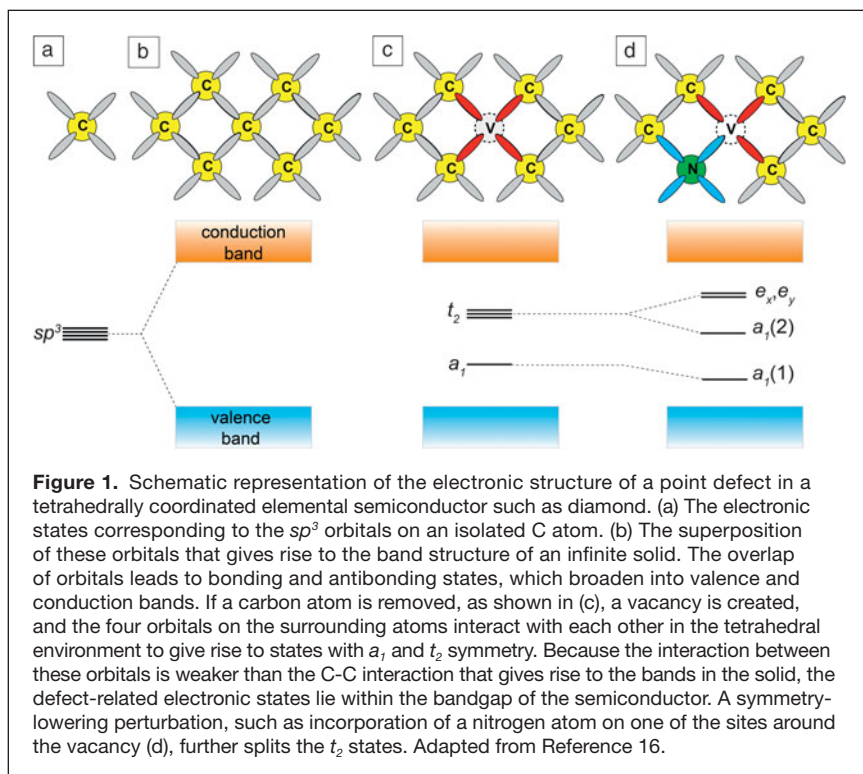 a
b
c
d
C
C
C
C
C
C
C
C
C
C
C
V
C
C
C
C
C
C
V
C
N
C
conduction
band
sp³
t₂
a₁
eₓ,e_y
a₁(2)
a₁(1)
valence
band
Figure 1. Schematic representation of the electronic structure of a point defect in a
tetrahedrally coordinated elemental semiconductor such as diamond. (a) The electronic
states corresponding to the sp³ orbitals on an isolated C atom. (b) The superposition
of these orbitals that gives rise to the band structure of an infinite solid. The overlap
of orbitals leads to bonding and antibonding states, which broaden into valence and
conduction bands. If a carbon atom is removed, as shown in (c), a vacancy is created,
and the four orbitals on the surrounding atoms interact with each other in the tetrahedral
environment to give rise to states with a₁ and t₂ symmetry. Because the interaction between
these orbitals is weaker than the C-C interaction that gives rise to the bands in the solid, the
defect-related electronic states lie within the bandgap of the semiconductor. A symmetry-
lowering perturbation, such as incorporation of a nitrogen atom on one of the sites around
the vacancy (d), further splits the t₂ states. Adapted from Reference 16.